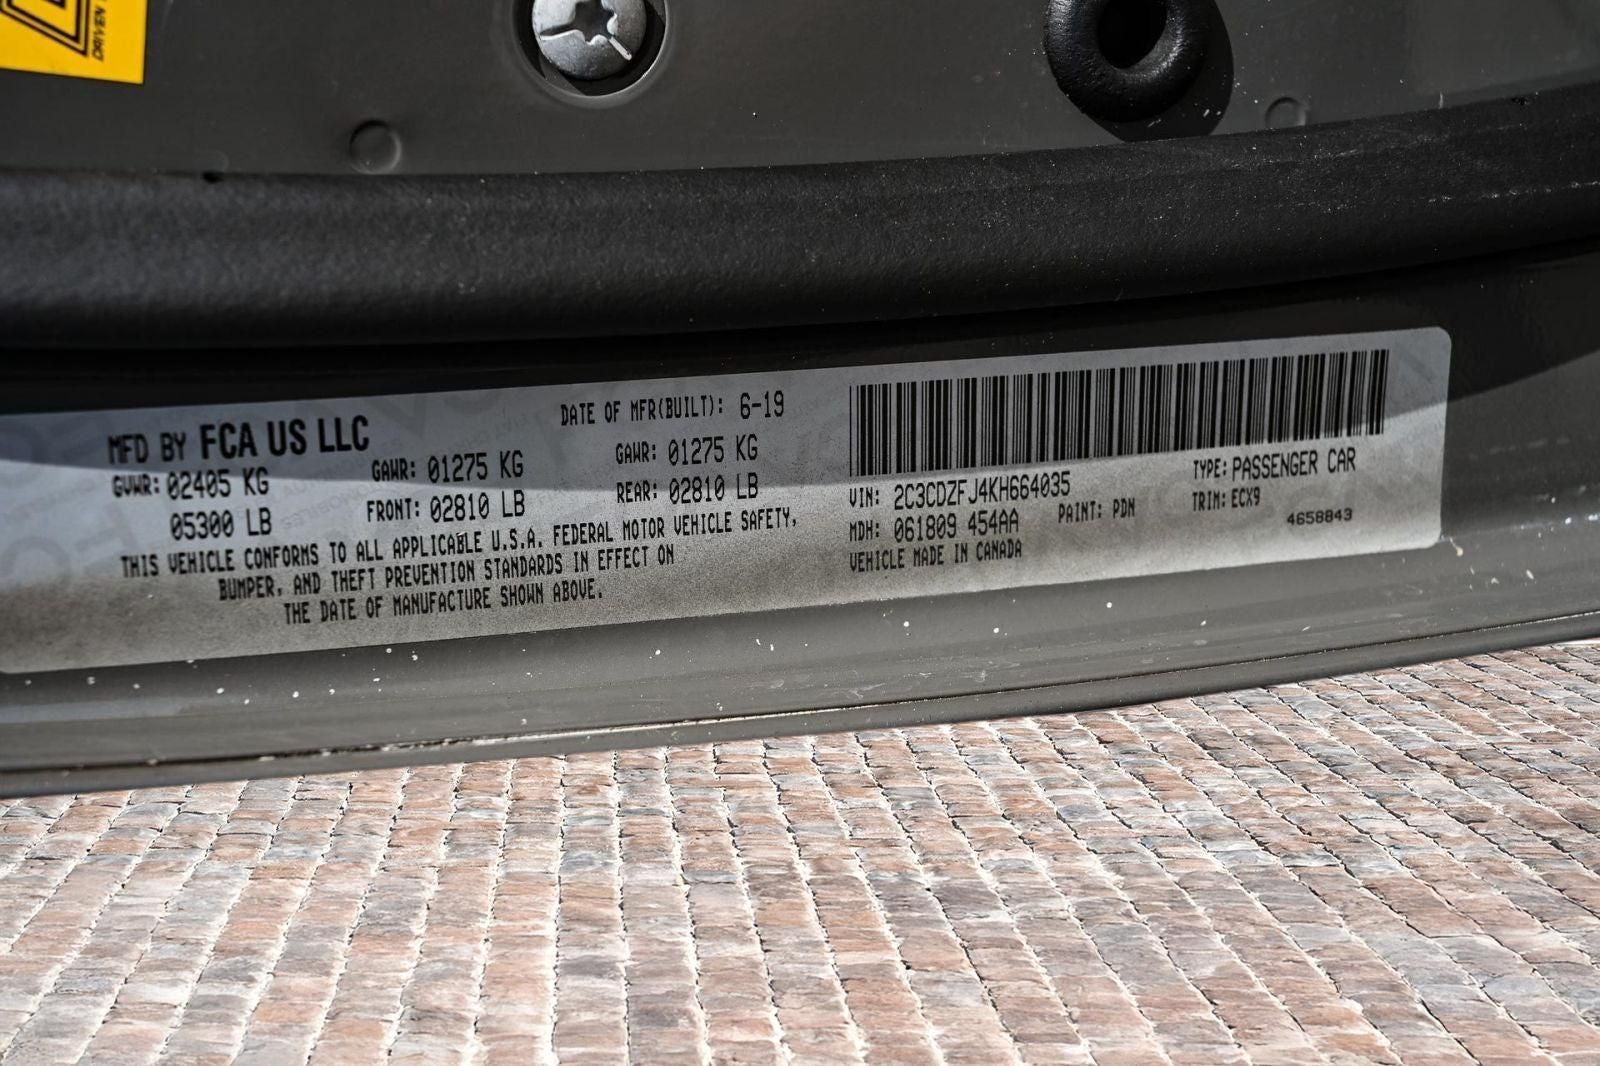 DRIVEN
MFD BY FCA US LLC
DATE OF MFR(BUILT): 6-19
GVWR: 02405 KG
05300 LB
GAWR: 01275 KG
FRONT: 02810 LB
GAWR: 01275 KG
REAR: 02810 LB
THIS VEHICLE CONFORMS TO ALL APPLICABLE U.S.A. FEDERAL MOTOR VEHICLE SAFETY,
BUMPER, AND THEFT PREVENTION STANDARDS IN EFFECT ON
THE DATE OF MANUFACTURE SHOWN ABOVE.
VIN: 2C3CDZFJ4KH664035
TYPE: PASSENGER CAR
MDH: 061809 454AA
PAINT: PDN
TRIM: ECX9
VEHICLE MADE IN CANADA
4658843